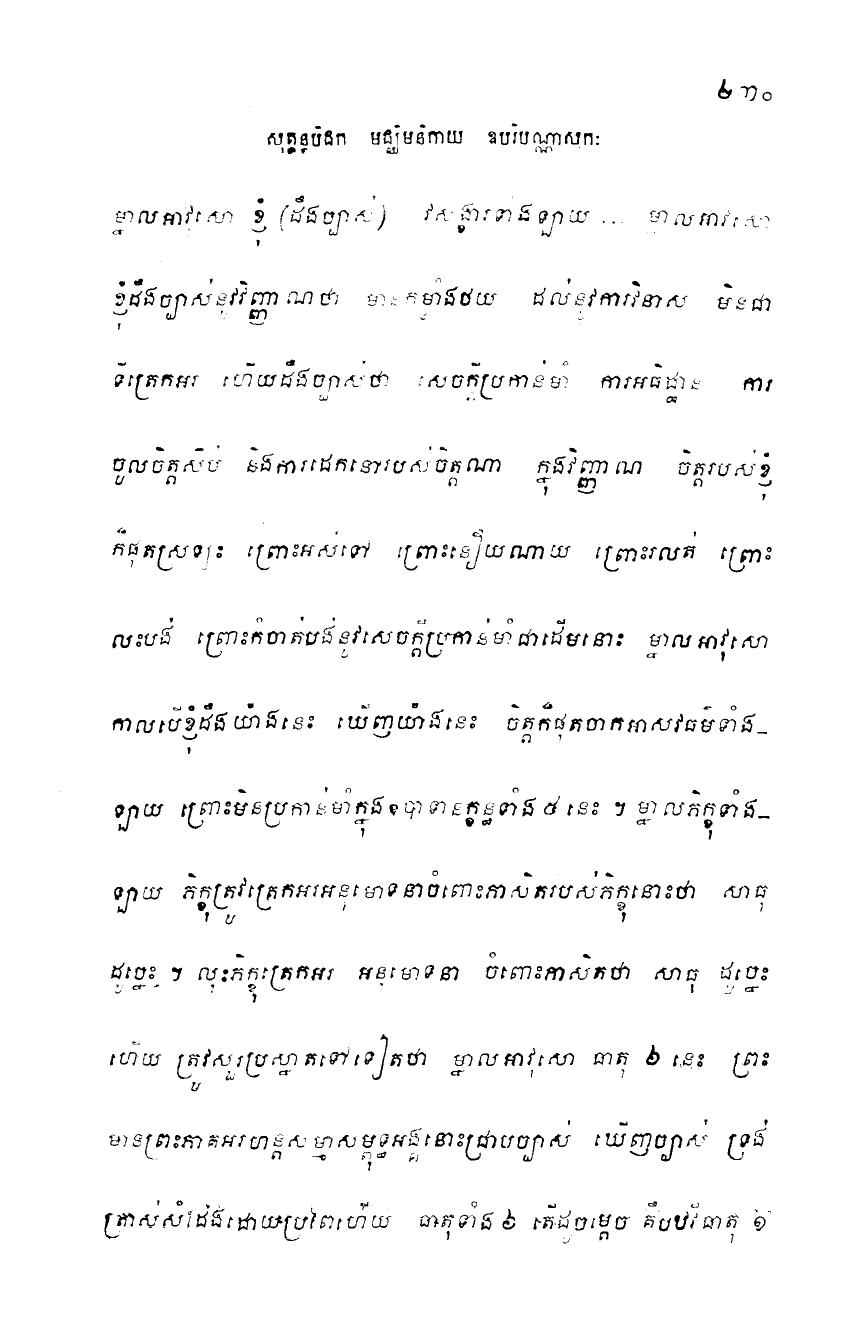 ៦៣០
សុត្តន្តបិដក មជ្ឈិមនិកាយ ឧបរិបណ្ណាសកៈ
ម្នាលអាវុសោ ខ្ញុំ (ដឹងច្បាស់) វសង្ខារទាំងឡាយ ... ម្នាលអាវុសោ
ខ្ញុំដឹងច្បាស់នូវវិញ្ញាណថា មានកម្លាំងថយ ដល់នូវការវិនាស មិនជា
ទីត្រេកអរ ហើយដឹងច្បាស់ថា សេចក្តីប្រកាន់មាំ ការអធិដ្ឋាន ការ
ចូលចិត្តស៊ប់ និងការដេកនៅរបស់ចិត្តណា ក្នុងវិញ្ញាណ ចិត្តរបស់ខ្ញុំ
ក៏ផុតស្រឡះ ព្រោះអស់ទៅ ព្រោះនឿយណាយ ព្រោះរលត់ ព្រោះ
លះបង់ ព្រោះកំចាត់បង់នូវសេចក្តីប្រកាន់មាំជាដើមនោះ ម្នាលអាវុសោ
កាលបើខ្ញុំដឹងយ៉ាងនេះ ឃើញយ៉ាងនេះ ចិត្តក៏ផុតចាកអាសវធម៌ទាំង-
ឡាយ ព្រោះមិនប្រកាន់មាំក្នុងឧបាទានក្ខន្ធទាំង ៥ នេះ ។ ម្នាលភិក្ខុទាំង-
ឡាយ ភិក្ខុត្រូវត្រេកអរអនុមោទនាចំពោះភាសិតរបស់ភិក្ខុនោះថា សាធុ
ដូច្នេះ ។ លុះភិក្ខុត្រេកអរ អនុមោទនា ចំពោះភាសិតថា សាធុ ដូច្នេះ
ហើយ ត្រូវសួរប្រស្នាតទៅទៀតថា ម្នាលអាវុសោ ធាតុ ៦ នេះ ព្រះ
មានព្រះភាគអរហន្តសម្មាសម្ពុទ្ធអង្គនោះជ្រាបច្បាស់ ឃើញច្បាស់ ទ្រង់
ត្រាស់សំដែងដោយប្រពៃហើយ ធាតុទាំង ៦ តើដូចម្តេច គឺបឋវីធាតុ ១